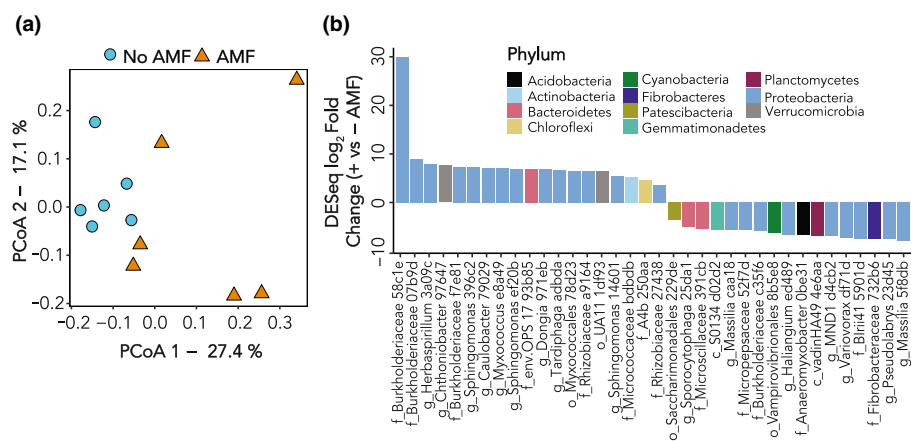 (a)
No AMF AMF
0.2
0.1
0.0
−0.1
−0.2
−0.2 −0.1 0.0 0.1 0.2 0.3
PCoA 2 − 17.1 %
PCoA 1 − 27.4 %
(b)
Phylum
Acidobacteria
Actinobacteria
Bacteroidetes
Chloroflexi
Cyanobacteria
Fibrobacteres
Patescibacteria
Gemmatimonadetes
Planctomycetes
Proteobacteria
Verrucomicrobia
DESeq log2 Fold
Change (+ vs − AMF)
30
20
10
0
−10
f_Burkholderiaceae 58c1e
f_Burkholderiaceae 07b9d
g_Herbaspirillum 3a09c
g_Chthoniobacter 97647
f_Burkholderiaceae f7e81
g_Sphingomonas 396c2
g_Caulobacter 79029
g_Myxococcus e8a49
g_Sphingomonas ef20b
f_env.OPS 17 93b85
g_Dongia 971eb
g_Tardiphaga adbda
o_Myxococcales 78d23
f_Rhizobiaceae a9164
o_UA11 1df93
g_Sphingomonas 14601
f_Micrococcaceae bdbdb
f_A4b 250aa
f_Rhizobiaceae 27438
o_Saccharimonadales 229de
g_Sporocytophaga 25da1
f_Microscillaceae 391cb
c_S0134 d02d2
g_Massilia caa18
f_Micropepsaceae 52f7d
f_Burkholderiaceae c35f6
o_Vampirovibrionales 8b5e8
g_Haliangium ed489
f_Anaeromyxobacter 0be31
c_vadinHA49 4e6aa
g_MND1 d4cb2
g_Variovorax df71d
f_Brii41 5901d
f_Fibrobacteraceae 732b6
g_Pseudolabrys 23d45
g_Massilia 5f8db